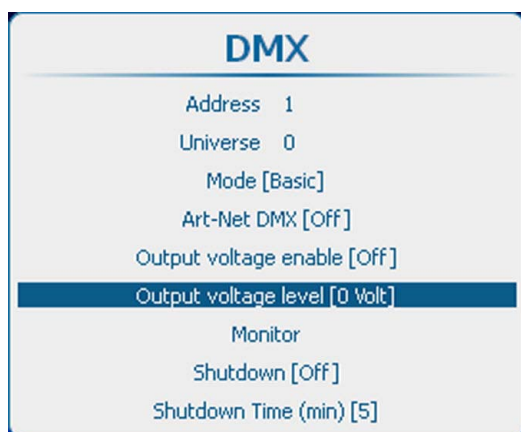 DMX
Address 1
Universe 0
Mode [Basic]
Art-Net DMX [Off]
Output voltage enable [Off]
Output voltage level [0 Volt]
Monitor
Shutdown [Off]
Shutdown Time (min) [5]